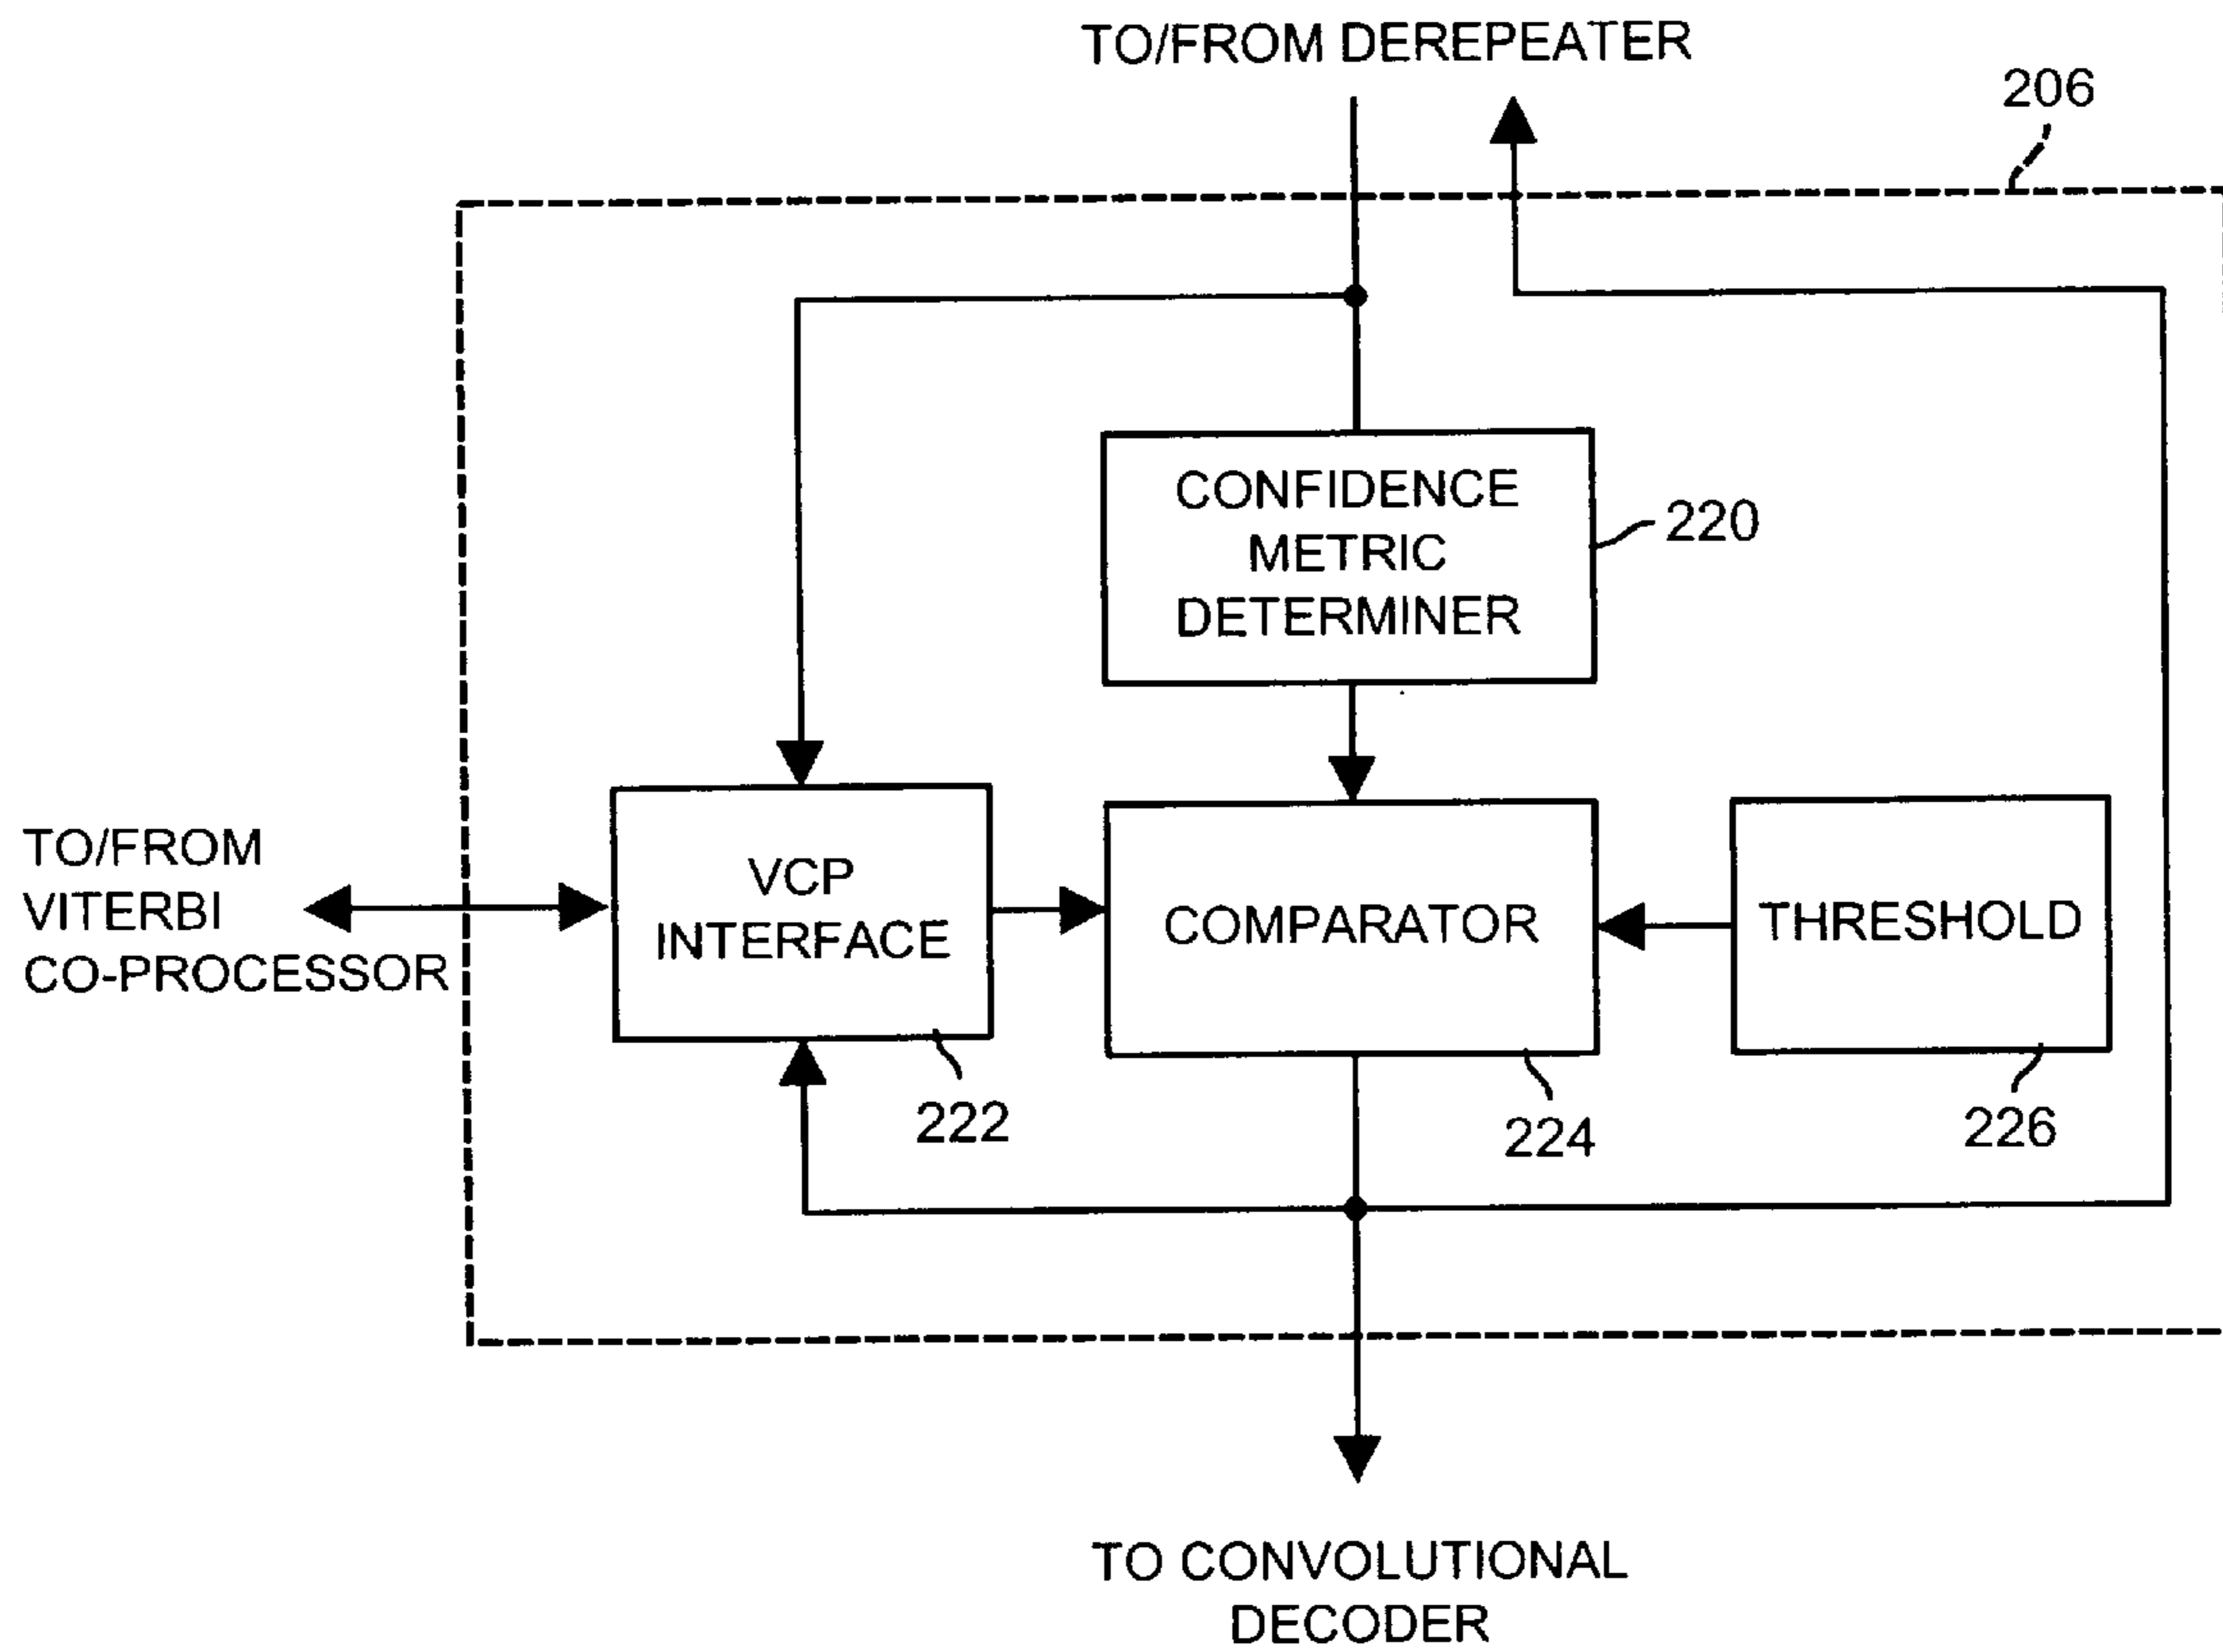 TO/FROM DEREPEATER
206
CONFIDENCE
METRIC
DETERMINER
220
TO/FROM
VITERBI
CO-PROCESSOR
VCP
INTERFACE
COMPARATOR
THRESHOLD
222
224
226
TO CONVOLUTIONAL
DECODER